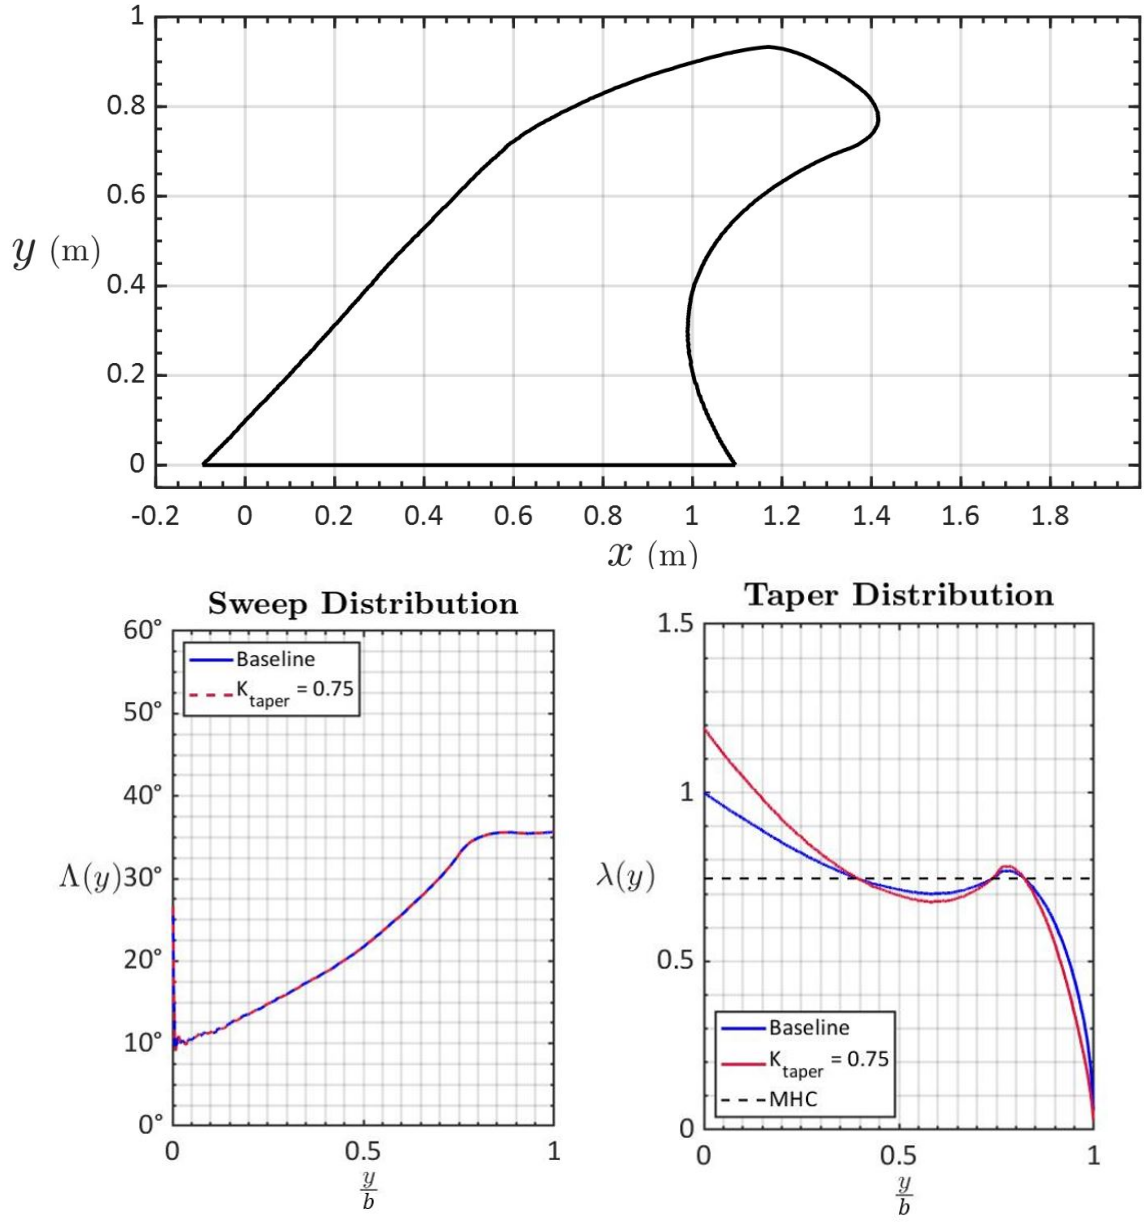 1
0.8
0.6
y (m)
0.4
0.2
0
-0.2 0 0.2 0.4 0.6 0.8 1 1.2 1.4 1.6 1.8
x (m)
Sweep Distribution
60°
Baseline
K_taper = 0.75
50°
40°
Λ(y) 30°
20°
10°
0°
0 0.5 1
y/b
Taper Distribution
1.5
1
λ(y)
0.5
Baseline
K_taper = 0.75
MHC
0
0 0.5 1
y/b